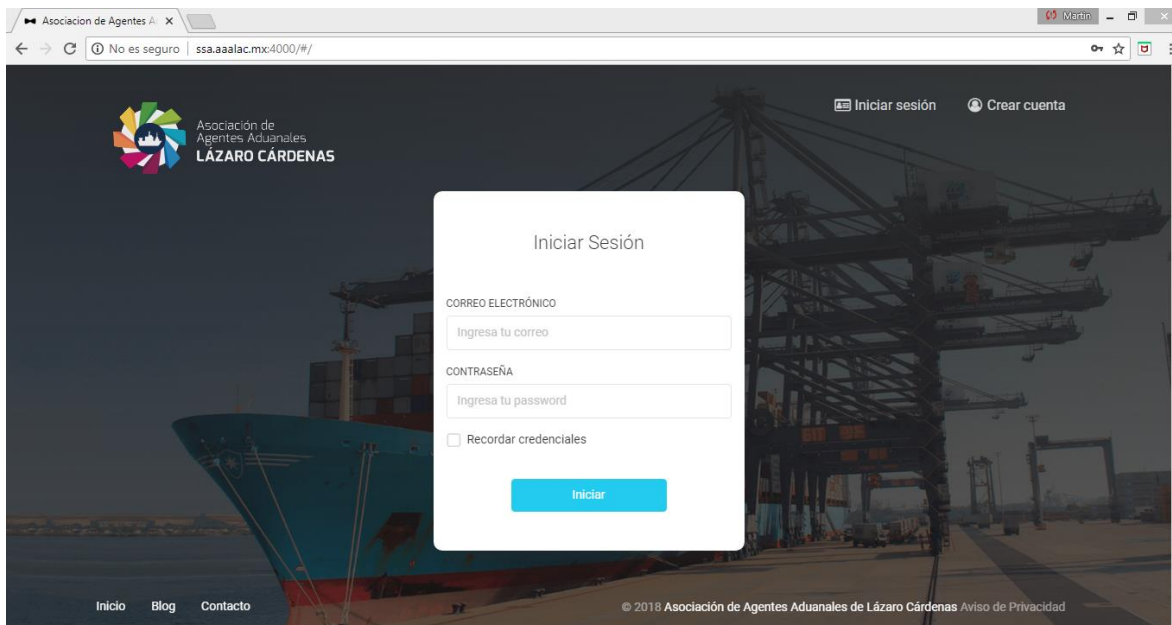 Asociacion de Agentes A
Martin
No es seguro | ssa.aaalac.mx:4000/#/
Iniciar sesión
Crear cuenta
Asociación de
Agentes Aduanales
LÁZARO CÁRDENAS
Iniciar Sesión
CORREO ELECTRÓNICO
Ingresa tu correo
CONTRASEÑA
Ingresa tu password
Recordar credenciales
Iniciar
Inicio Blog Contacto
© 2018 Asociación de Agentes Aduanales de Lázaro Cárdenas Aviso de Privacidad